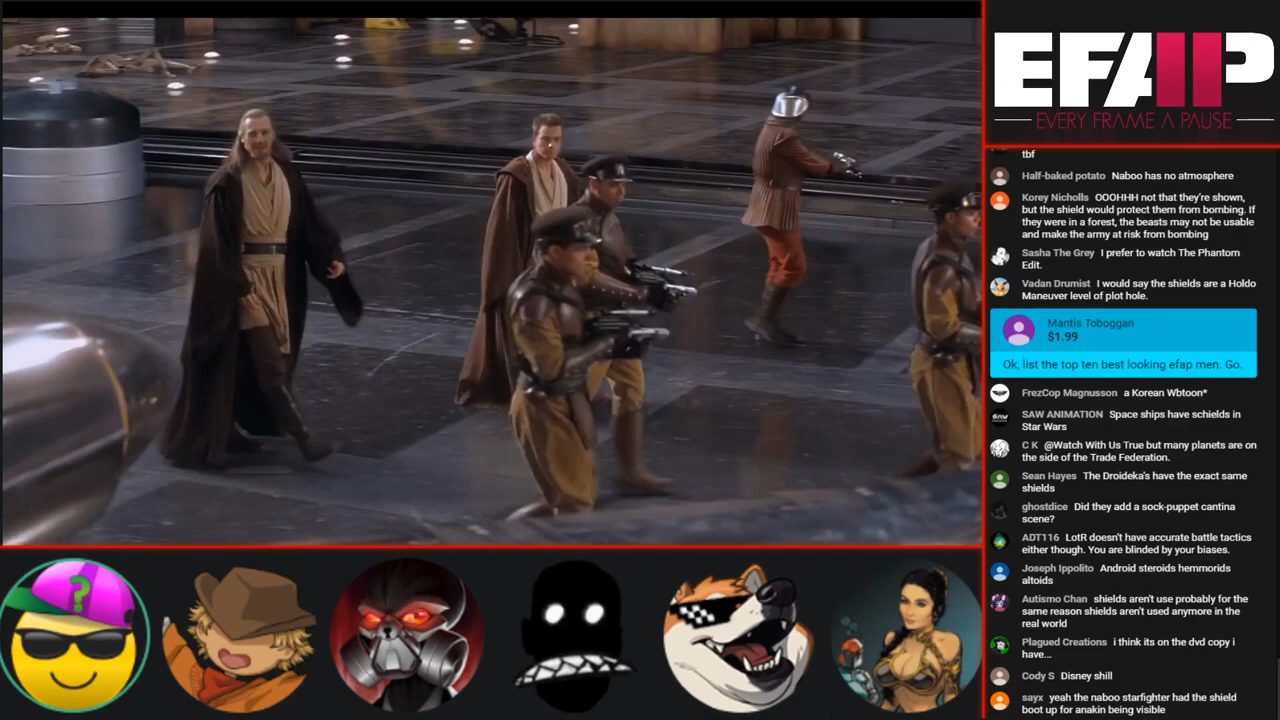 EFAP
EVERY FRAME A PAUSE
tbf
Half-baked potato Naboo has no atmosphere
Korey Nicholls OOOHHH not that they're shown,
but the shield would protect them from bombing. If
they were in a forest, the beasts may not be usable
and make the army at risk from bombing
Sasha The Grey I prefer to watch The Phantom
Edit.
Vadan Drumist I would say the shields are a Holdo
Maneuver level of plot hole.
Mantis Toboggan
$1.99
Ok, list the top ten best looking efap men. Go.
FrezCop Magnusson a Korean Wbtoon*
SAW ANIMATION Space ships have schields in
Star Wars
C K @Watch With Us True but many planets are on
the side of the Trade Federation.
Sean Hayes The Droideka's have the exact same
shields
ghostdice Did they add a sock-puppet cantina
scene?
ADT116 LotR doesn't have accurate battle tactics
either though. You are blinded by your biases.
Joseph Ippolito Android steroids hemmorids
altoids
Autismo Chan shields aren't use probably for the
same reason shields aren't used anymore in the
real world
Plagued Creations i think its on the dvd copy i
have...
Cody S Disney shill
sayx yeah the naboo starfighter had the shield
boot up for anakin being visible
?